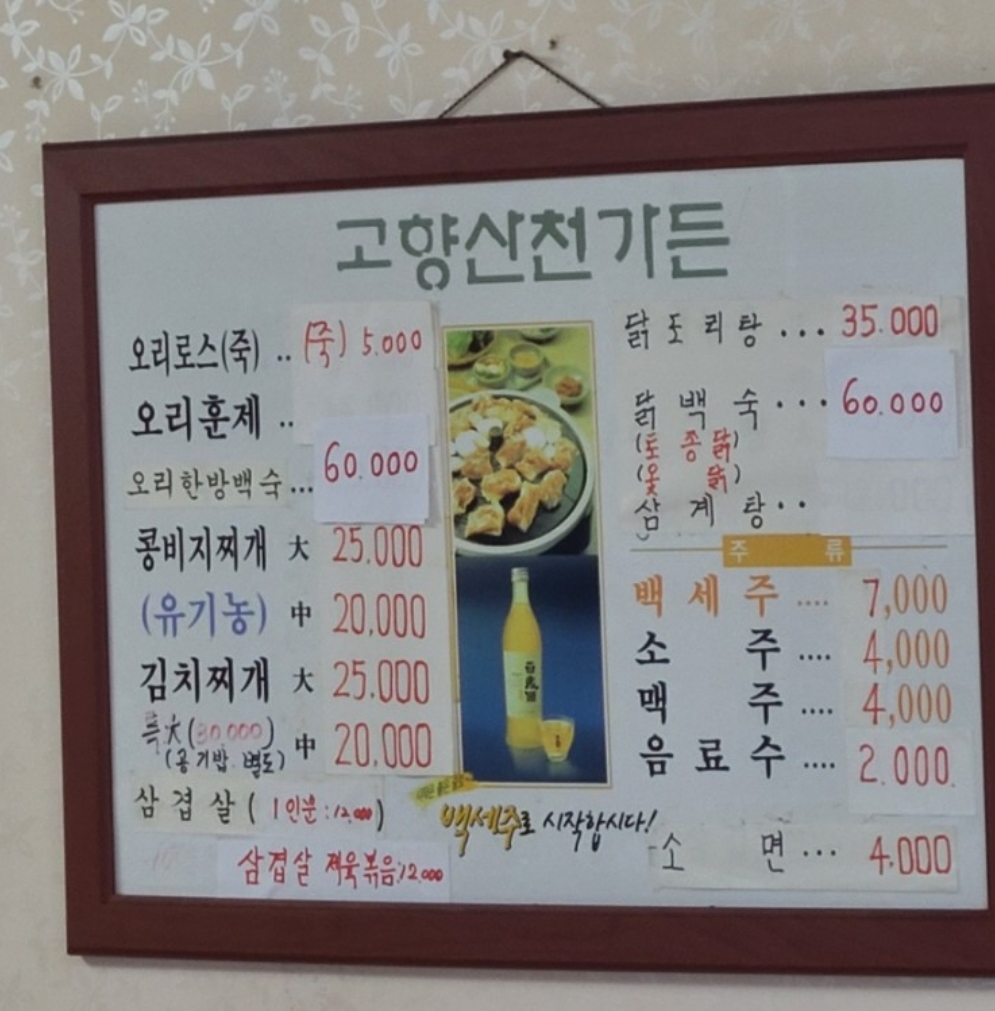 고향산천가든
오리로스(죽) .. (죽) 5.000
오리훈제 ..
오리한방백숙... 60.000
콩비지찌개 大 25.000
(유기농) 中 20,000
김치찌개 大 25.000
특大(30.000)
(공기밥 별도) 中 20.000
삼겹살 (1인분:12.000)
삼겹살 제육볶음:12.000
백세주로 시작합시다!
닭도리탕... 35.000
닭백숙... 60.000
(토종닭)
(옻닭)
삼계탕..
주류
백세주 .... 7,000
소주 .... 4,000
맥주 .... 4,000
음료수 .... 2.000.
소면... 4.000